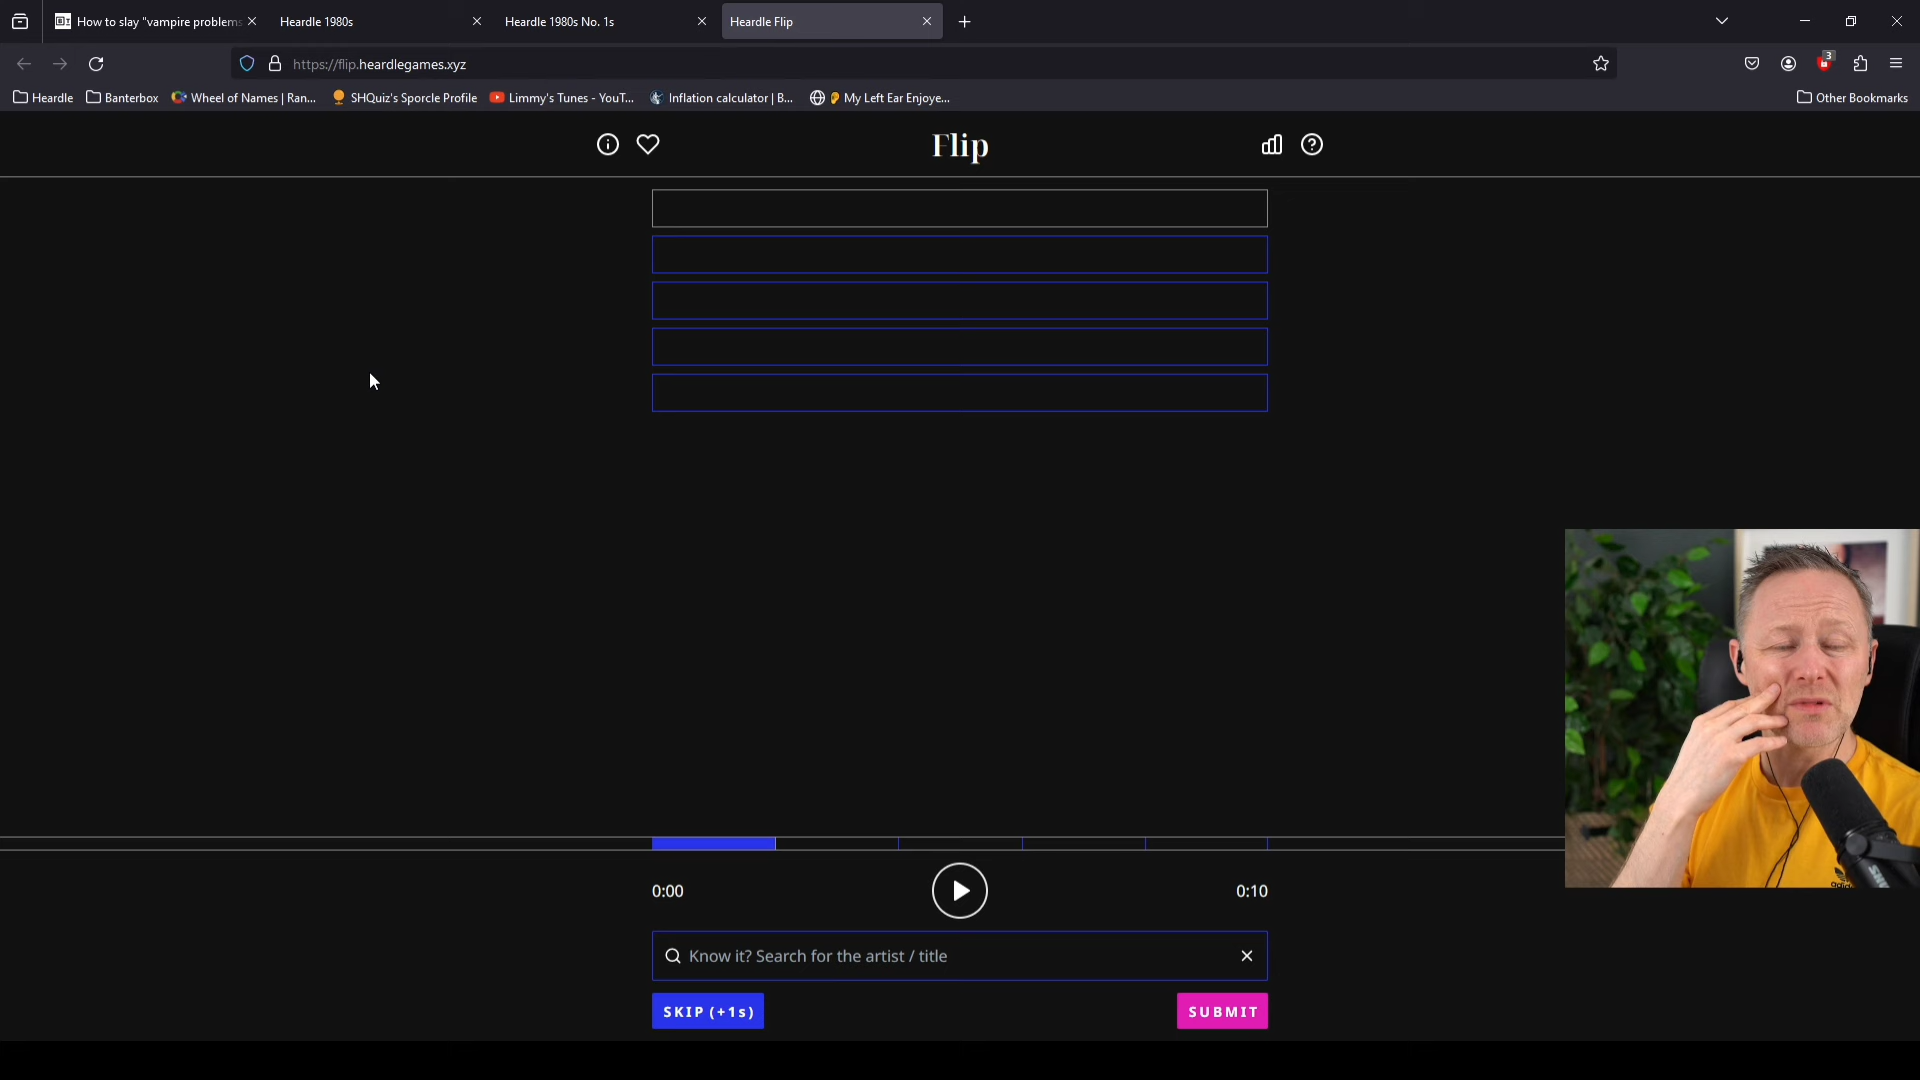 How to slay "vampire problems
Heardle 1980s
Heardle 1980s No. 1s
Heardle Flip
https://flip.heardlegames.xyz
3
Heardle
Banterbox
Wheel of Names | Ran...
SHQuiz's Sporcle Profile
Limmy's Tunes - YouT...
Inflation calculator | B...
My Left Ear Enjoye...
Other Bookmarks
Flip
0:00
0:10
Know it? Search for the artist / title
SKIP (+1s)
SUBMIT